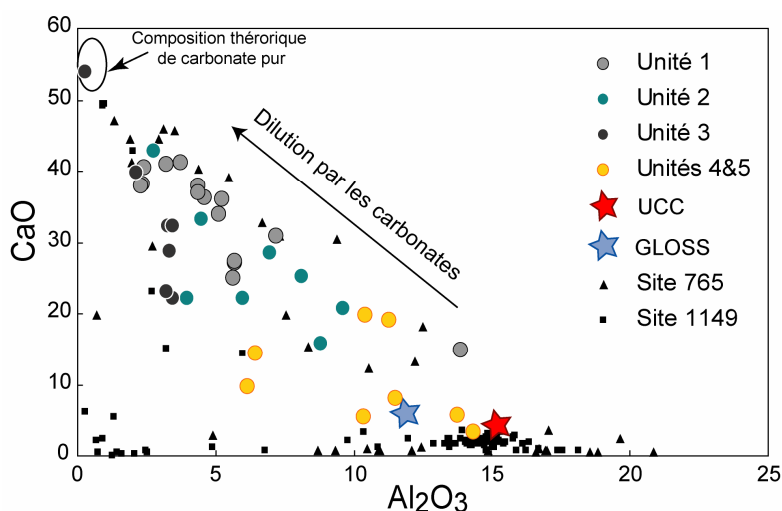 60
50
40
30
20
10
0
CaO
Composition thérorique
de carbonate pur
Dilution par les carbonates
Unité 1
Unité 2
Unité 3
Unités 4&5
UCC
GLOSS
Site 765
Site 1149
0
5
10
15
20
25
Al2O3